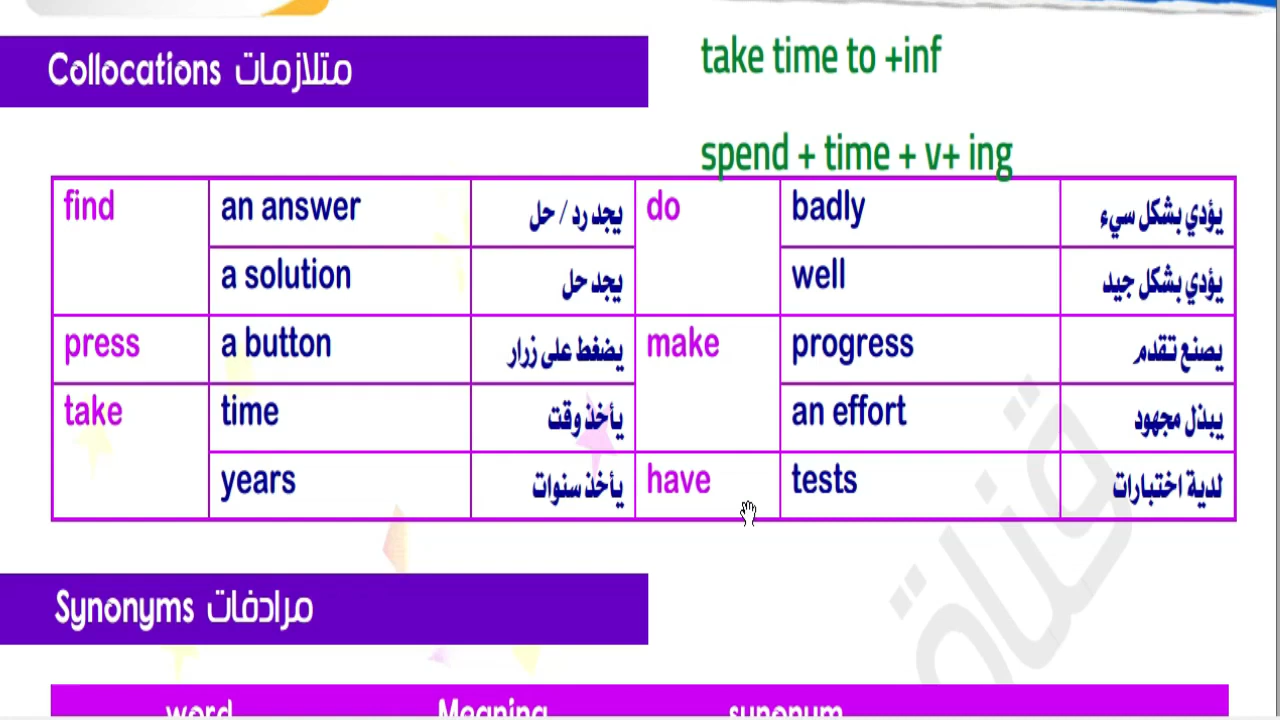 Collocations متلازمات
take time to +inf
spend + time + v+ ing
find an answer يجد رد / حل do badly يؤدي بشكل سيء
a solution يجد حل well يؤدي بشكل جيد
press a button يضغط على زرار make progress يصنع تقدم
take time يأخذ وقت an effort يبذل مجهود
years يأخذ سنوات have tests لدية اختبارات
قناة
Synonyms مرادفات
word Meaning synonym